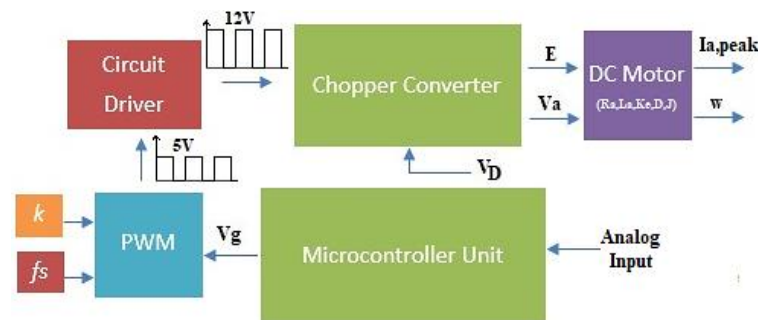 12V
Circuit
Driver
Chopper Converter
E
Va
DC Motor
(Ra,La,Ke,D,J)
Ia,peak
w
5V
VD
k
fs
PWM
Vg
Microcontroller Unit
Analog
Input